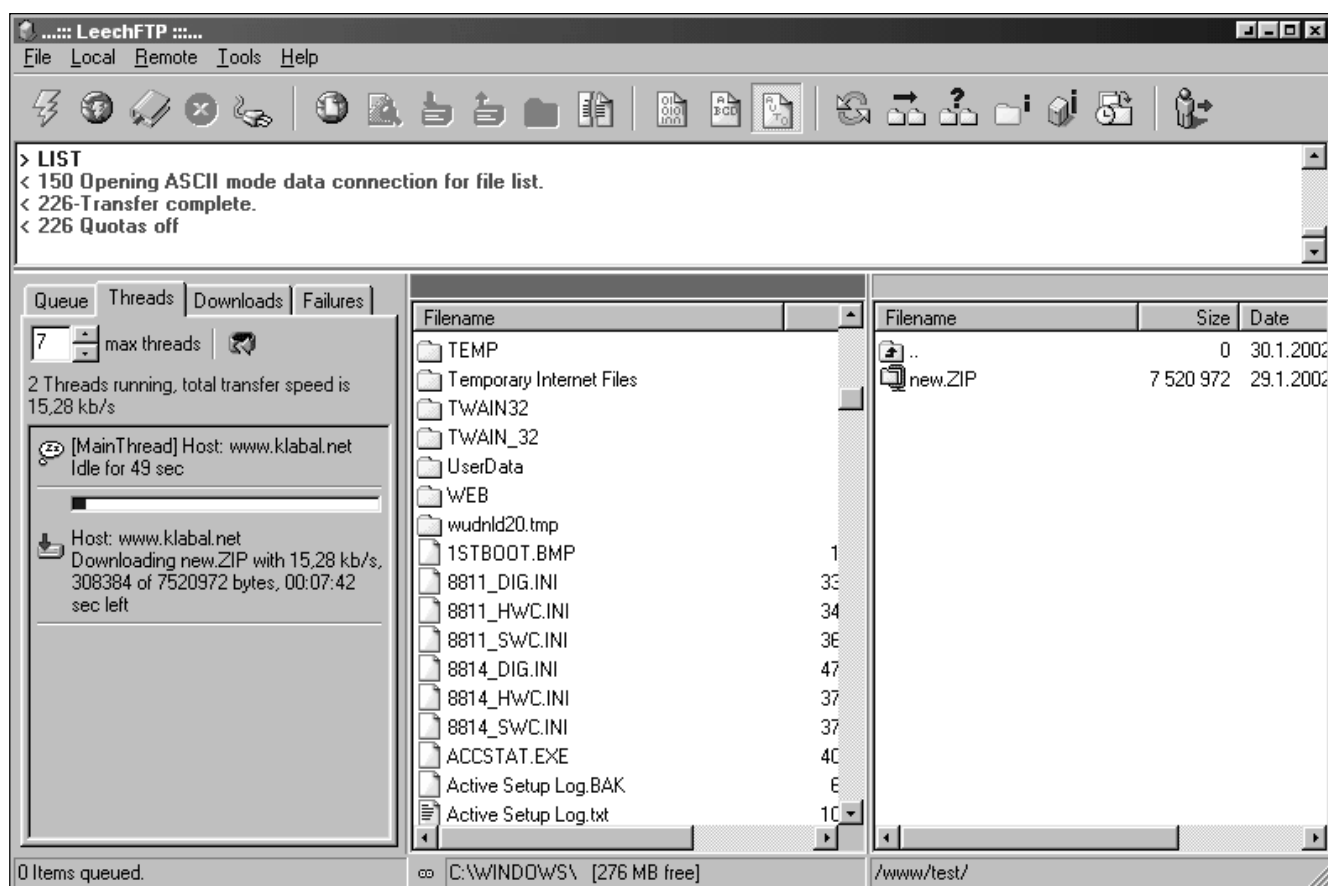 ...::: LeechFTP :::...
File Local Remote Tools Help
> LIST
< 150 Opening ASCII mode data connection for file list.
< 226-Transfer complete.
< 226 Quotas off
Queue Threads Downloads Failures
7 max threads
2 Threads running, total transfer speed is
15,28 kb/s
[MainThread] Host: www.klabal.net
Idle for 49 sec
Host: www.klabal.net
Downloading new.ZIP with 15,28 kb/s,
308384 of 7520972 bytes, 00:07:42
sec left
0 Items queued.
Filename
TEMP
Temporary Internet Files
TWAIN32
TWAIN_32
UserData
WEB
wudnld20.tmp
1STBOOT.BMP 1
8811_DIG.INI 33
8811_HWC.INI 34
8811_SWC.INI
8814_DIG.INI 47
8814_HWC.INI 37
8814_SWC.INI 37
ACCSTAT.EXE
Active Setup Log.BAK
Active Setup Log.txt
C:\WINDOWS\ [276 MB free]
Filename Size Date
.. 0 30.1.2002
new.ZIP 7 520 972 29.1.2002
/www/test/